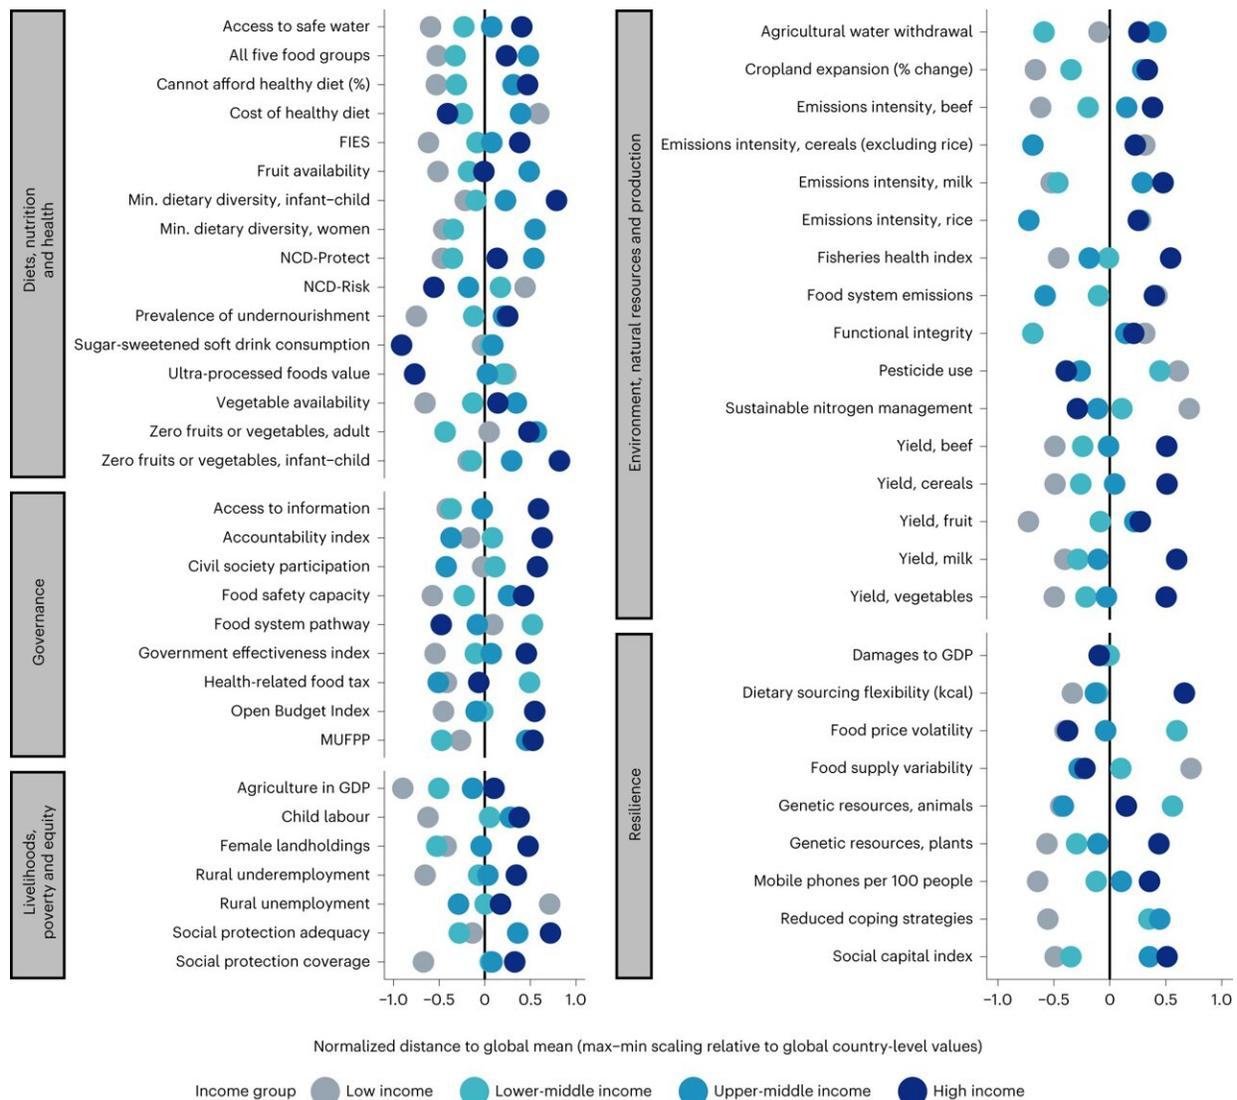 Diets, nutrition
and health
Access to safe water
All five food groups
Cannot afford healthy diet (%)
Cost of healthy diet
FIES
Fruit availability
Min. dietary diversity, infant–child
Min. dietary diversity, women
NCD-Protect
NCD-Risk
Prevalence of undernourishment
Sugar-sweetened soft drink consumption
Ultra-processed foods value
Vegetable availability
Zero fruits or vegetables, adult
Zero fruits or vegetables, infant–child
Governance
Access to information
Accountability index
Civil society participation
Food safety capacity
Food system pathway
Government effectiveness index
Health-related food tax
Open Budget Index
MUFPP
Livelihoods,
poverty and equity
Agriculture in GDP
Child labour
Female landholdings
Rural underemployment
Rural unemployment
Social protection adequacy
Social protection coverage
−1.0 −0.5 0 0.5 1.0
Environment, natural resources and production
Agricultural water withdrawal
Cropland expansion (% change)
Emissions intensity, beef
Emissions intensity, cereals (excluding rice)
Emissions intensity, milk
Emissions intensity, rice
Fisheries health index
Food system emissions
Functional integrity
Pesticide use
Sustainable nitrogen management
Yield, beef
Yield, cereals
Yield, fruit
Yield, milk
Yield, vegetables
Resilience
Damages to GDP
Dietary sourcing flexibility (kcal)
Food price volatility
Food supply variability
Genetic resources, animals
Genetic resources, plants
Mobile phones per 100 people
Reduced coping strategies
Social capital index
−1.0 −0.5 0 0.5 1.0
Normalized distance to global mean (max–min scaling relative to global country-level values)
Income group Low income Lower-middle income Upper-middle income High income